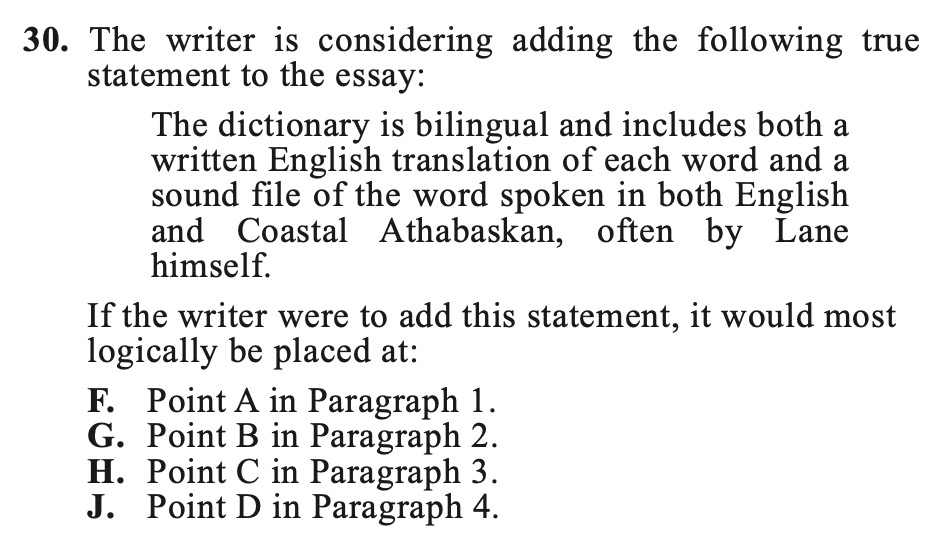 30. The writer is considering adding the following true
statement to the essay:
The dictionary is bilingual and includes both a
written English translation of each word and a
sound file of the word spoken in both English
and Coastal Athabaskan, often by Lane
himself.
If the writer were to add this statement, it would most
logically be placed at:
F. Point A in Paragraph 1.
G. Point B in Paragraph 2.
H. Point C in Paragraph 3.
J. Point D in Paragraph 4.